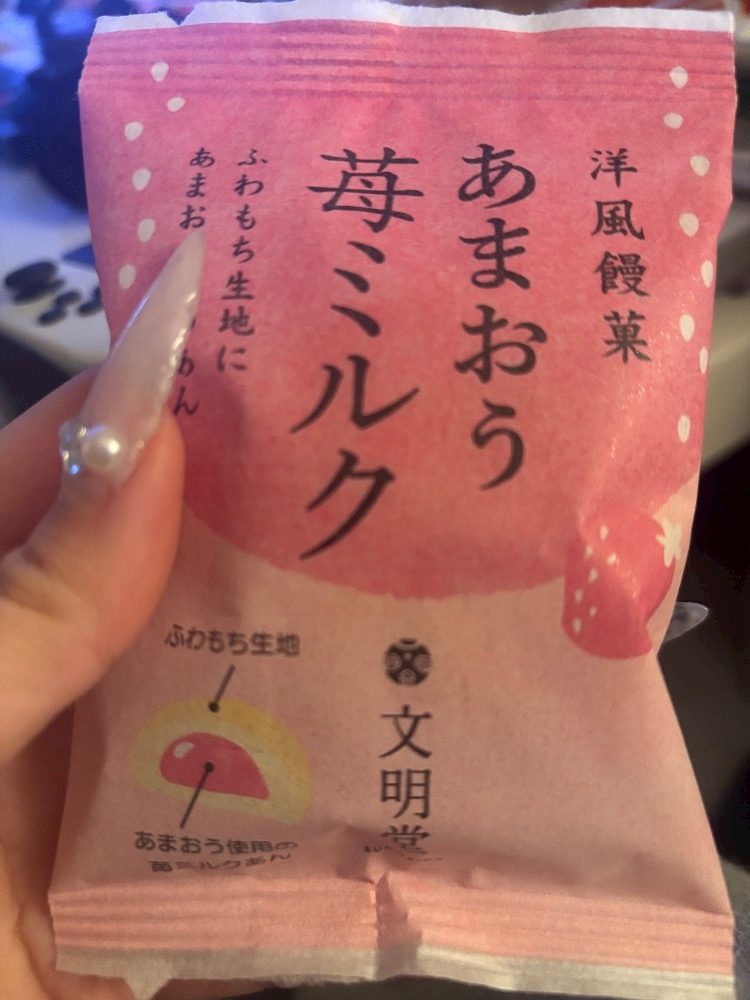 洋風饅菓
あまおう
苺ミルク
ふわもち生地に
あまお
あん
ふわもち生地
あまおう使用の
苺ミルクあん
文明堂